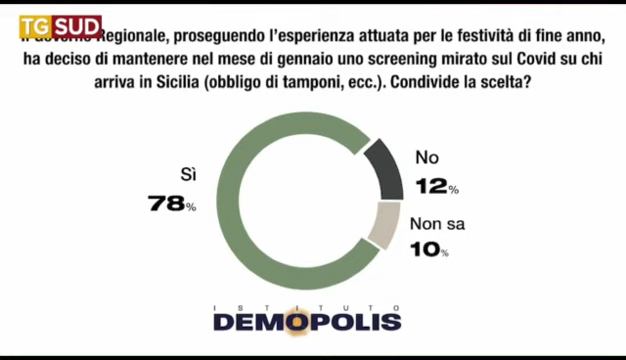 TGSUD
Regionale, proseguendo l'esperienza attuata per le festività di fine anno,
ha deciso di mantenere nel mese di gennaio uno screening mirato sul Covid su chi
arriva in Sicilia (obbligo di tamponi, ecc.). Condivide la scelta?
Sì
78%
No
12%
Non sa
10%
ISTITUTO
DEMOPOLIS